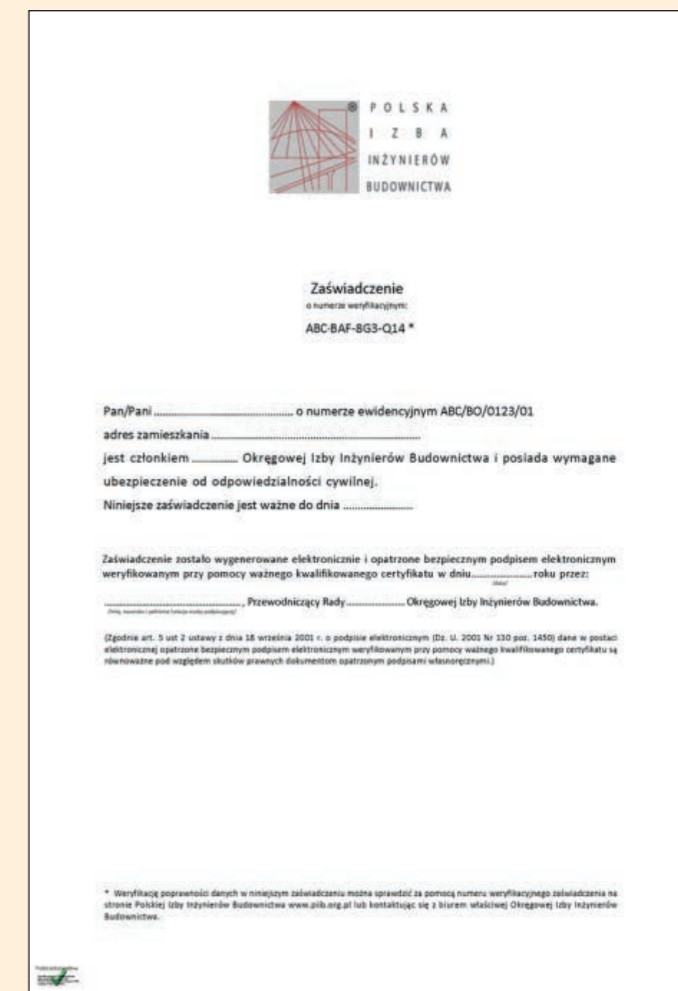 POLSKA
IZBA
INŻYNIERÓW
BUDOWNICTWA
Zaświadczenie
o numerze weryfikacyjnym:
ABC-BAF-8G3-Q14 *
Pan/Pani ................................................ o numerze ewidencyjnym ABC/BO/0123/01
adres zamieszkania ........................................................................
jest członkiem ............... Okręgowej Izby Inżynierów Budownictwa i posiada wymagane
ubezpieczenie od odpowiedzialności cywilnej.
Niniejsze zaświadczenie jest ważne do dnia ........................
Zaświadczenie zostało wygenerowane elektronicznie i opatrzone bezpiecznym podpisem elektronicznym
weryfikowanym przy pomocy ważnego kwalifikowanego certyfikatu w dniu..................... roku przez:
(data)
................................................, Przewodniczący Rady .................... Okręgowej Izby Inżynierów Budownictwa.
(imię, nazwisko i pełniona funkcja osoby podpisującej)
(Zgodnie art. 5 ust 2 ustawy z dnia 18 września 2001 r. o podpisie elektronicznym (Dz. U. 2001 Nr 130 poz. 1450) dane w postaci
elektronicznej opatrzone bezpiecznym podpisem elektronicznym weryfikowanym przy pomocy ważnego kwalifikowanego certyfikatu są
równoważne pod względem skutków prawnych dokumentom opatrzonym podpisami własnoręcznymi.)
* Weryfikację poprawności danych w niniejszym zaświadczeniu można sprawdzić za pomocą numeru weryfikacyjnego zaświadczenia na
stronie Polskiej Izby Inżynierów Budownictwa www.piib.org.pl lub kontaktując się z biurem właściwej Okręgowej Izby Inżynierów
Budownictwa.